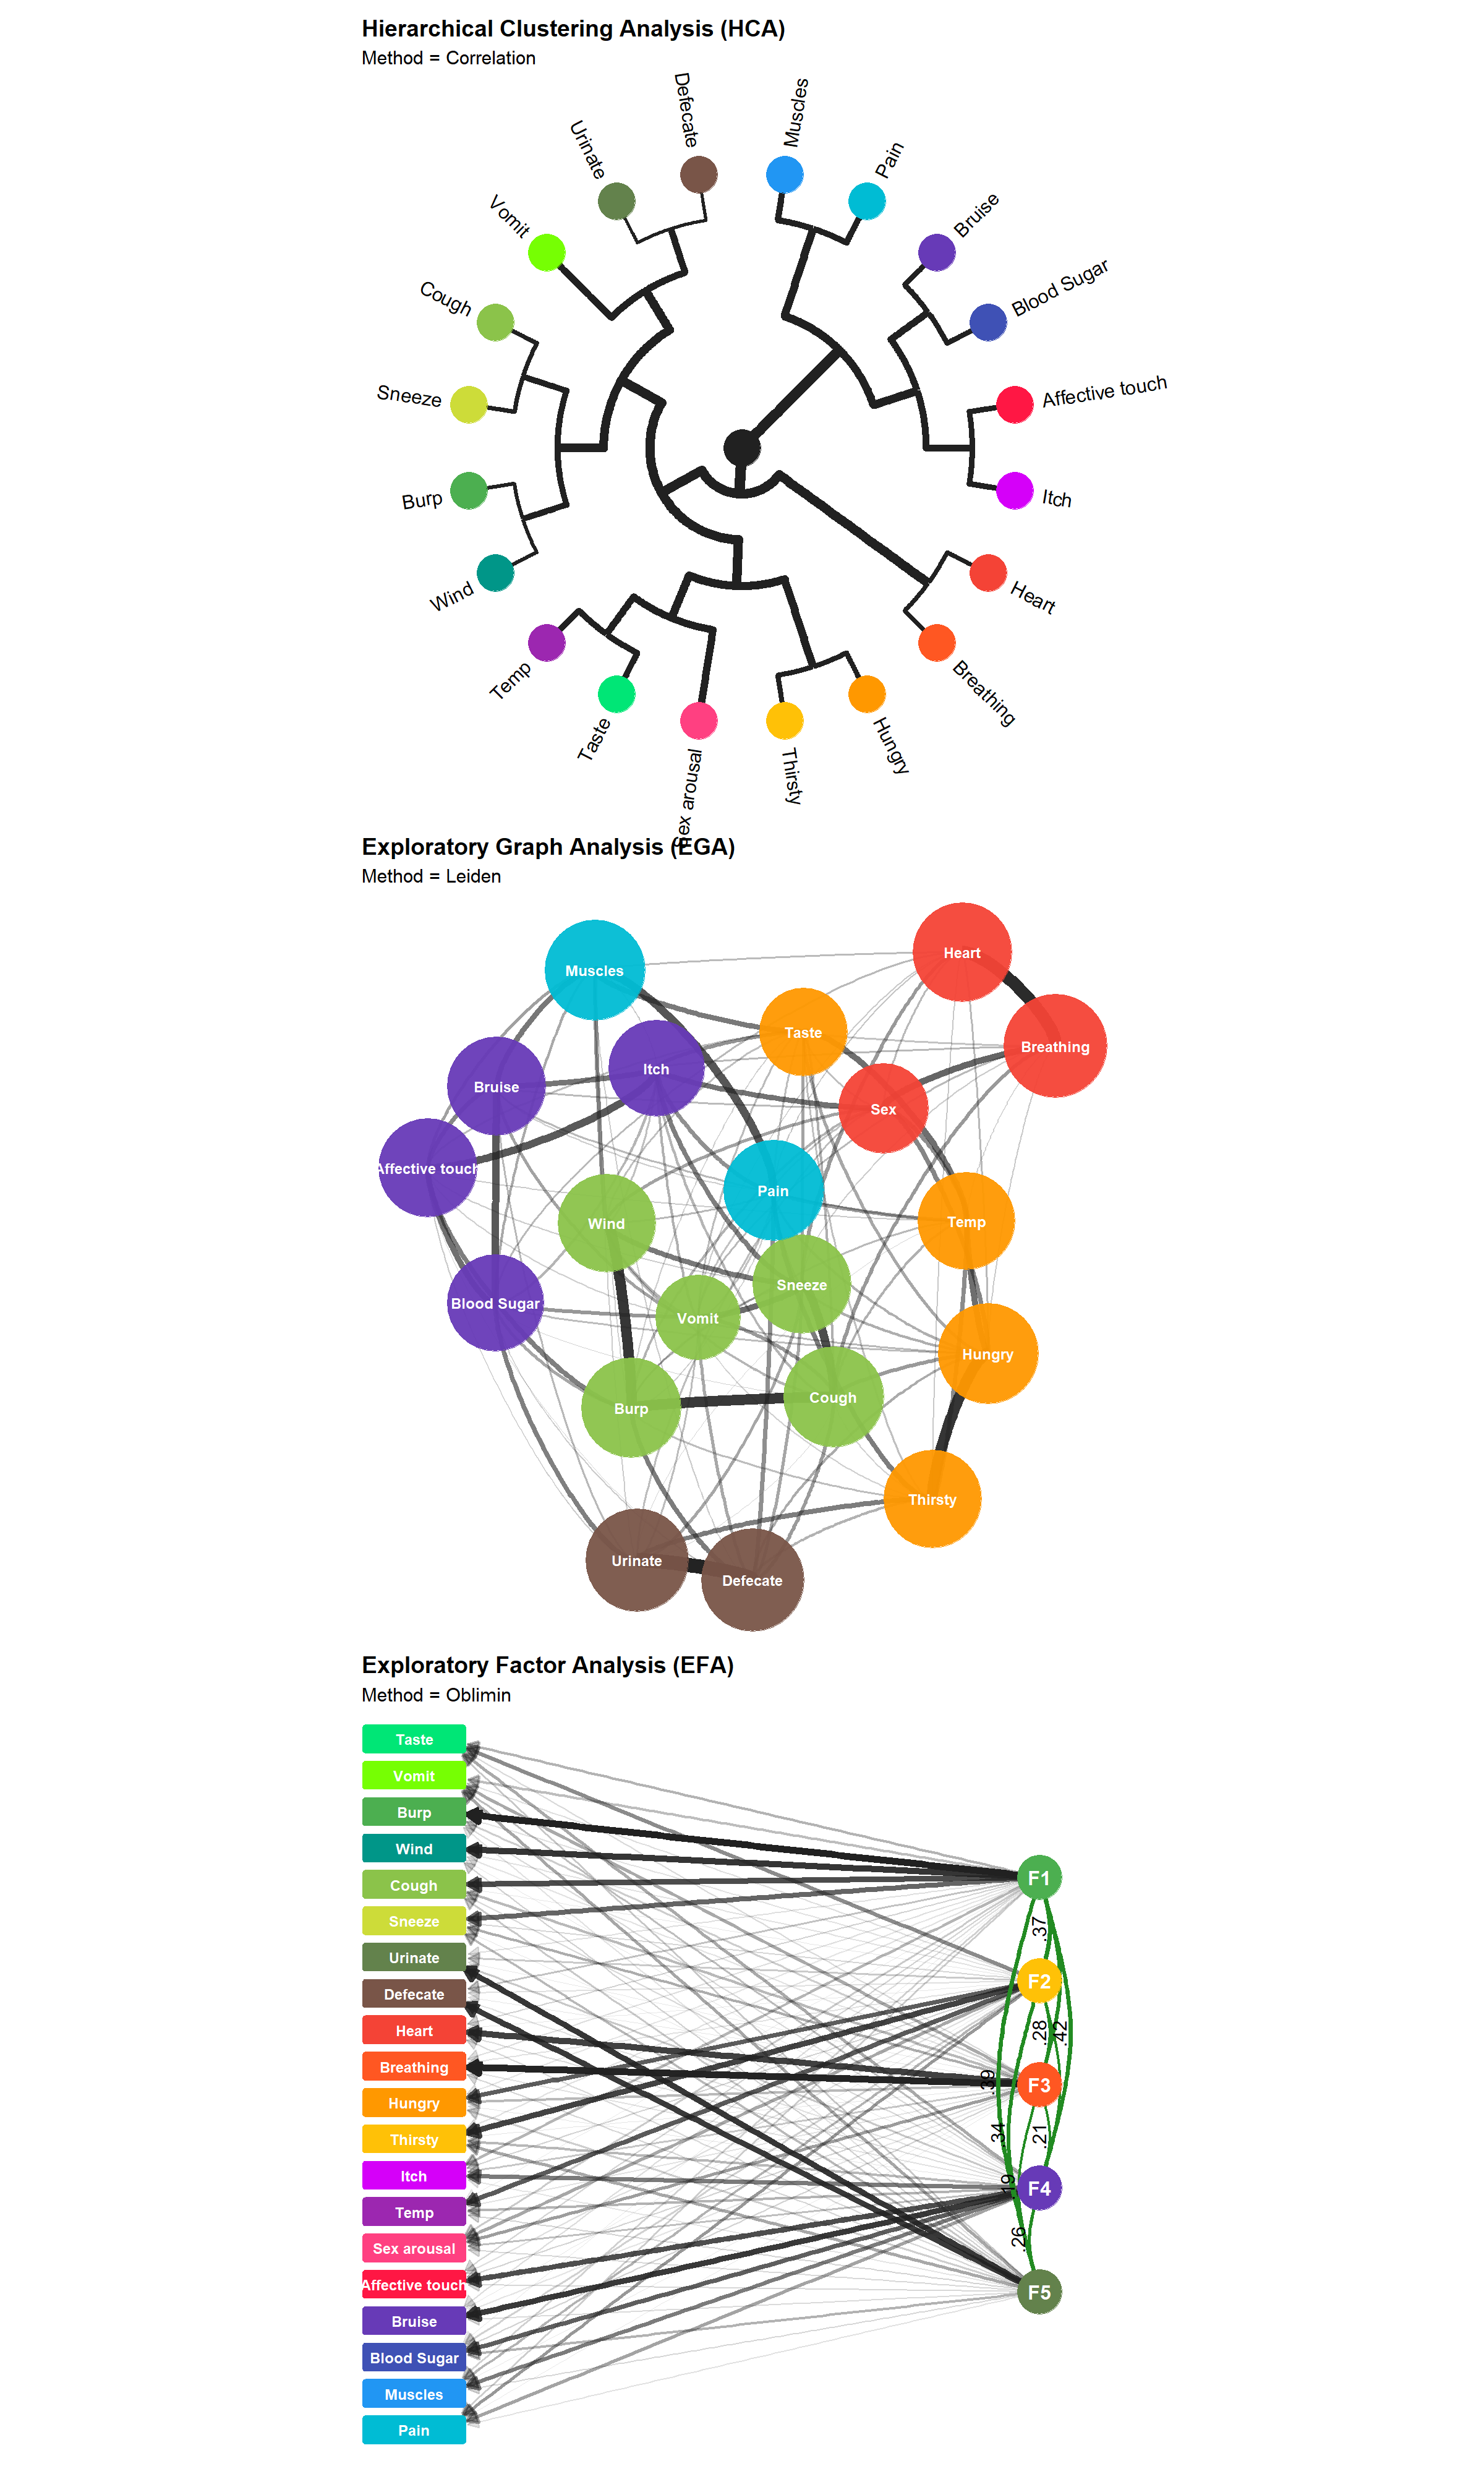 Hierarchical Clustering Analysis (HCA)
Method = Correlation
Defecate
Muscles
Urinate
Pain
Vomit
Bruise
Cough
Blood Sugar
Sneeze
Affective touch
Burp
Itch
Wind
Heart
Temp
Breathing
Taste
Sex arousal
Thirsty
Hungry
Exploratory Graph Analysis (EGA)
Method = Leiden
Heart
Muscles
Taste
Breathing
Itch
Bruise
Sex
Affective touch
Pain
Temp
Wind
Sneeze
Blood Sugar
Vomit
Hungry
Cough
Burp
Thirsty
Urinate
Defecate
Exploratory Factor Analysis (EFA)
Method = Oblimin
Taste
Vomit
Burp
Wind
Cough
Sneeze
Urinate
Defecate
Heart
Breathing
Hungry
Thirsty
Itch
Temp
Sex arousal
Affective touch
Bruise
Blood Sugar
Muscles
Pain
F1
.37
F2
.28
.42
.39
F3
.34
.21
.19
F4
.26
F5